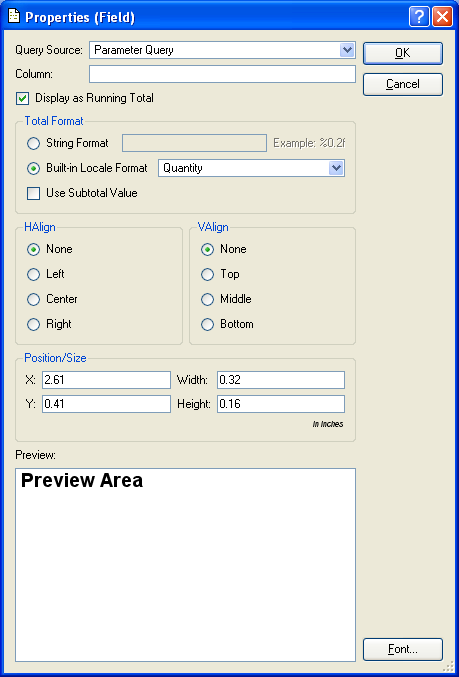 Properties (Field)
Query Source: Parameter Query
OK
Column:
Cancel
Display as Running Total
Total Format
String Format Example: %0.2f
Built-in Locale Format Quantity
Use Subtotal Value
HAlign
None
Left
Center
Right
VAlign
None
Top
Middle
Bottom
Position/Size
X: 2.61 Width: 0.32
Y: 0.41 Height: 0.16
in inches
Preview:
Preview Area
Font...